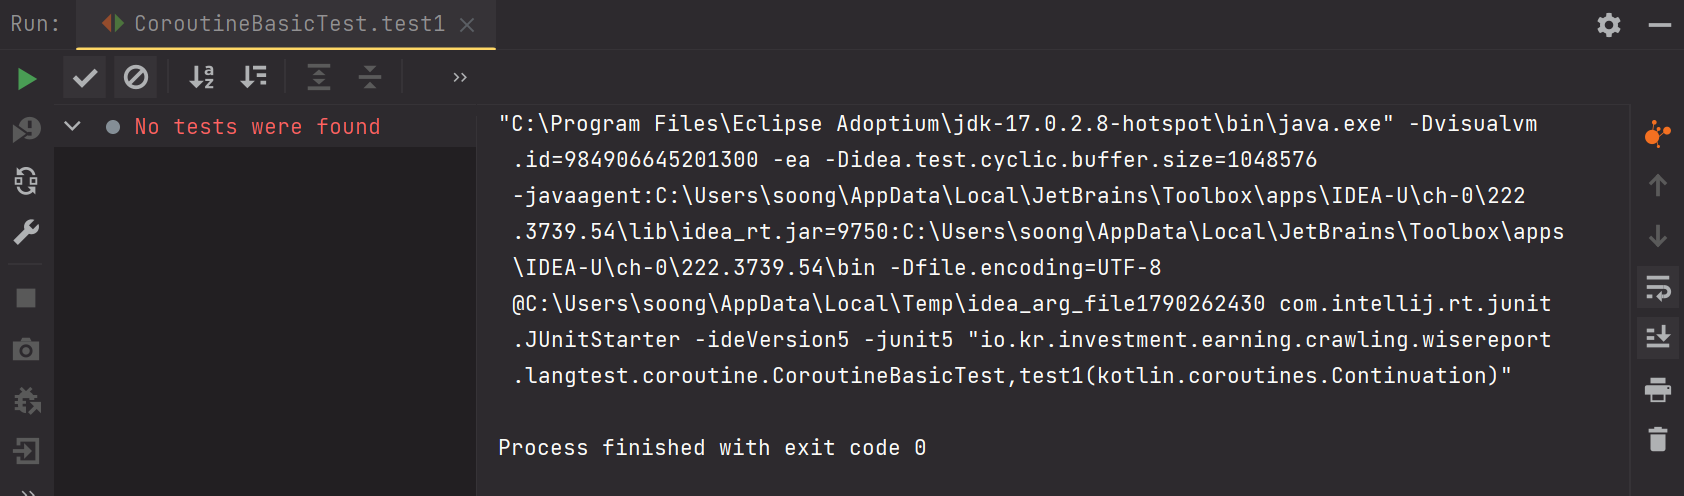 Run:
CoroutineBasicTest.test1
No tests were found
"C:\Program Files\Eclipse Adoptium\jdk-17.0.2.8-hotspot\bin\java.exe" -Dvisualvm
.id=984906645201300 -ea -Didea.test.cyclic.buffer.size=1048576
-javaagent:C:\Users\soong\AppData\Local\JetBrains\Toolbox\apps\IDEA-U\ch-0\222
.3739.54\lib\idea_rt.jar=9750:C:\Users\soong\AppData\Local\JetBrains\Toolbox\apps
\IDEA-U\ch-0\222.3739.54\bin -Dfile.encoding=UTF-8
@C:\Users\soong\AppData\Local\Temp\idea_arg_file1790262430 com.intellij.rt.junit
.JUnitStarter -ideVersion5 -junit5 "io.kr.investment.earning.crawling.wisereport
.langtest.coroutine.CoroutineBasicTest,test1(kotlin.coroutines.Continuation)"
Process finished with exit code 0